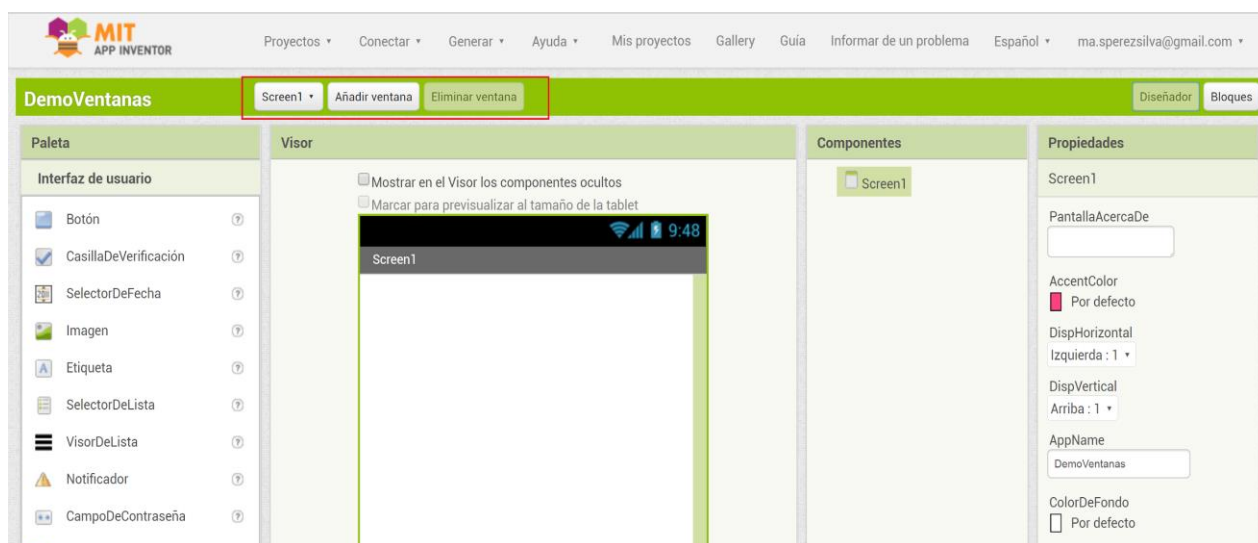 MIT
APP INVENTOR
Proyectos Conectar Generar Ayuda Mis proyectos Gallery Guía Informar de un problema Español ma.sperezsilva@gmail.com
DemoVentanas Screen1 Añadir ventana Eliminar ventana Diseñador Bloques
Paleta Visor Componentes Propiedades
Interfaz de usuario
Botón
CasillaDeVerificación
SelectorDeFecha
Imagen
Etiqueta
SelectorDeLista
VisorDeLista
Notificador
CampoDeContraseña
Mostrar en el Visor los componentes ocultos
Marcar para previsualizar al tamaño de la tablet
9:48
Screen1
Screen1
Screen1
PantallaAcercaDe
AccentColor
Por defecto
DispHorizontal
Izquierda : 1
DispVertical
Arriba : 1
AppName
DemoVentanas
ColorDeFondo
Por defecto